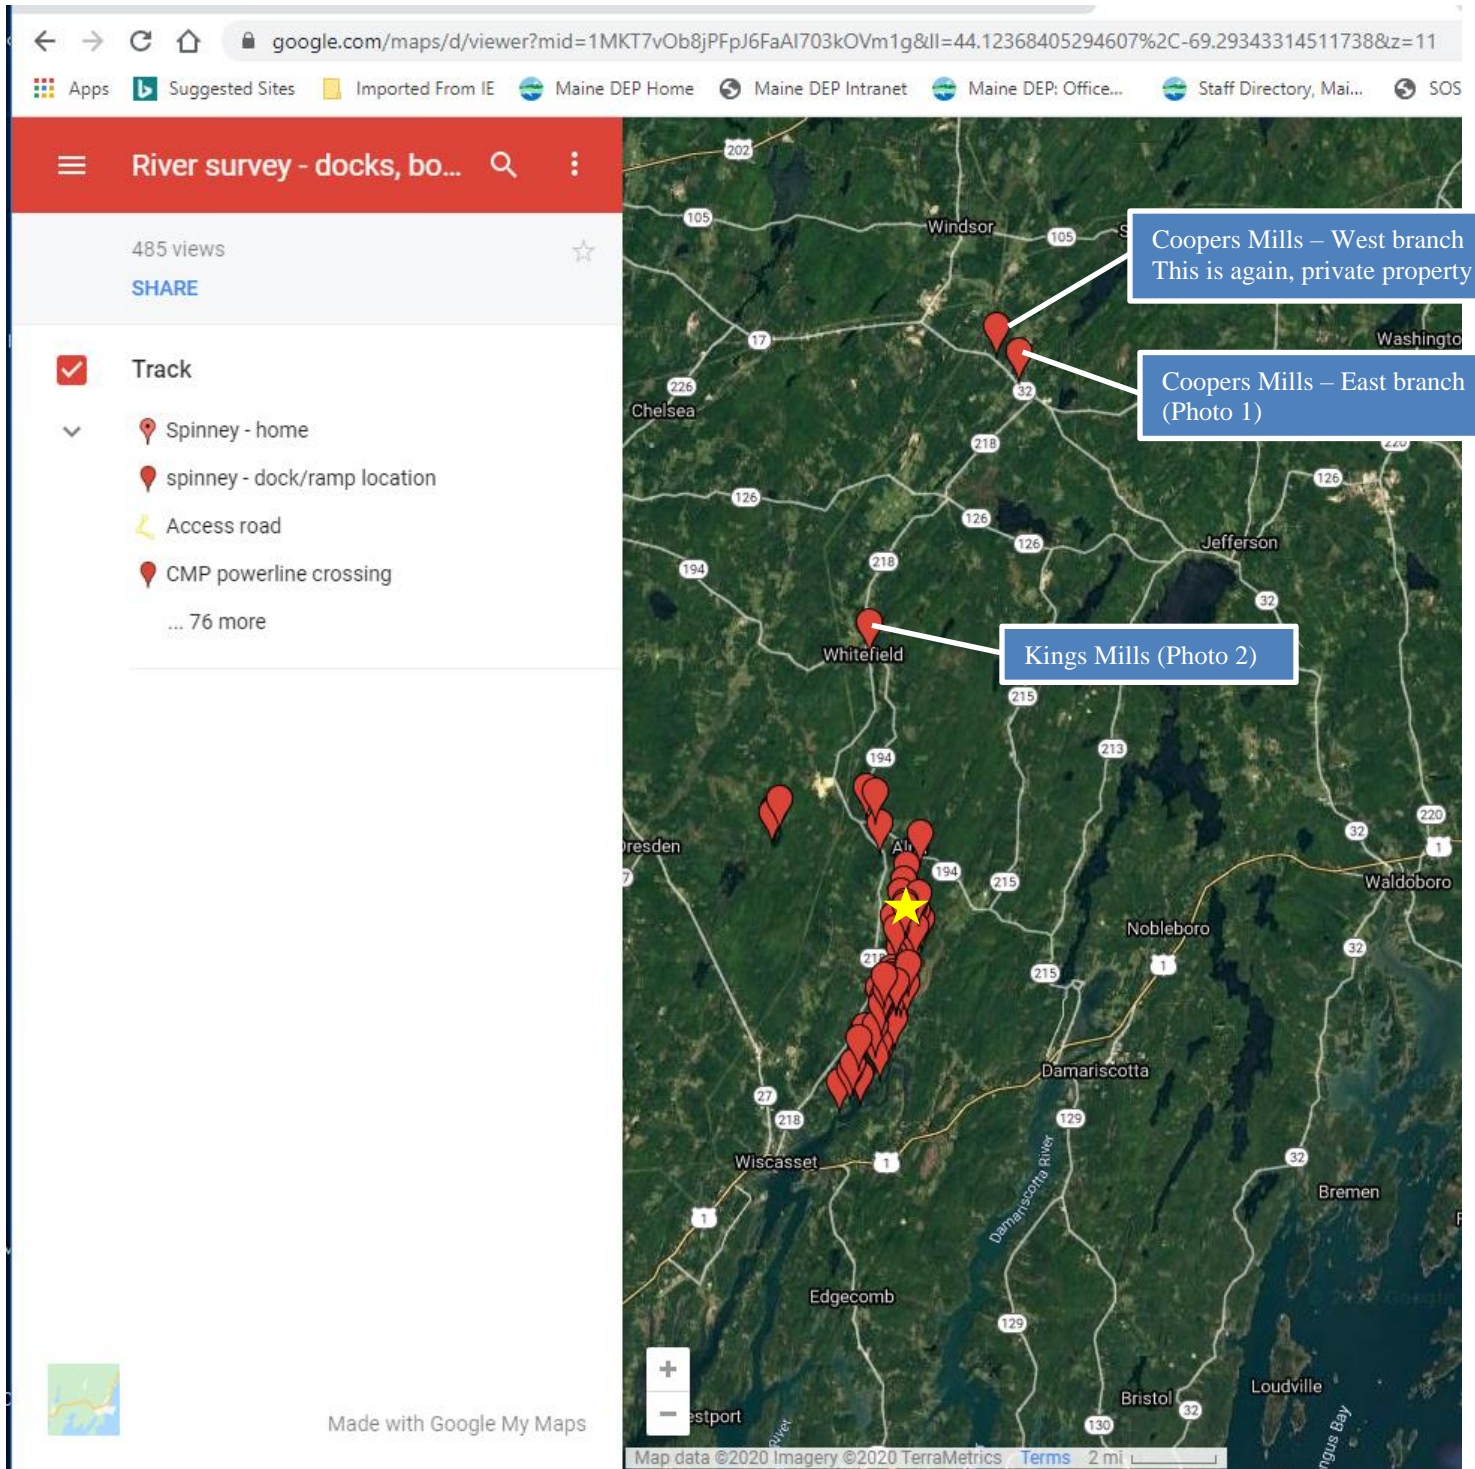 google.com/maps/d/viewer?mid=1MKT7vOb8jPFpJ6FaAI703kOVm1g&ll=44.12368405294607%2C-69.29343314511738&z=11
Apps Suggested Sites Imported From IE Maine DEP Home Maine DEP Intranet Maine DEP: Office... Staff Directory, Mai... SOS
River survey - docks, bo...
485 views
SHARE
Track
Spinney - home
spinney - dock/ramp location
Access road
CMP powerline crossing
... 76 more
Made with Google My Maps
202
105
Windsor
105
Coopers Mills – West branch
This is again, private property
17
Washingto
226
32
Chelsea
Coopers Mills – East branch
(Photo 1)
218
220
126
126
126
126
Jefferson
218
194
32
Whitefield
Kings Mills (Photo 2)
215
213
194
220
32
1
Dresden
194
215
Waldoboro
Nobleboro
32
218
215
1
Damariscotta
27
218
129
Wiscasset
1
32
Damariscotta River
Bremen
1
Edgecomb
129
Loudville
Bristol
32
130
estport
River
ngus Bay
Map data ©2020 Imagery ©2020 TerraMetrics Terms 2 mi